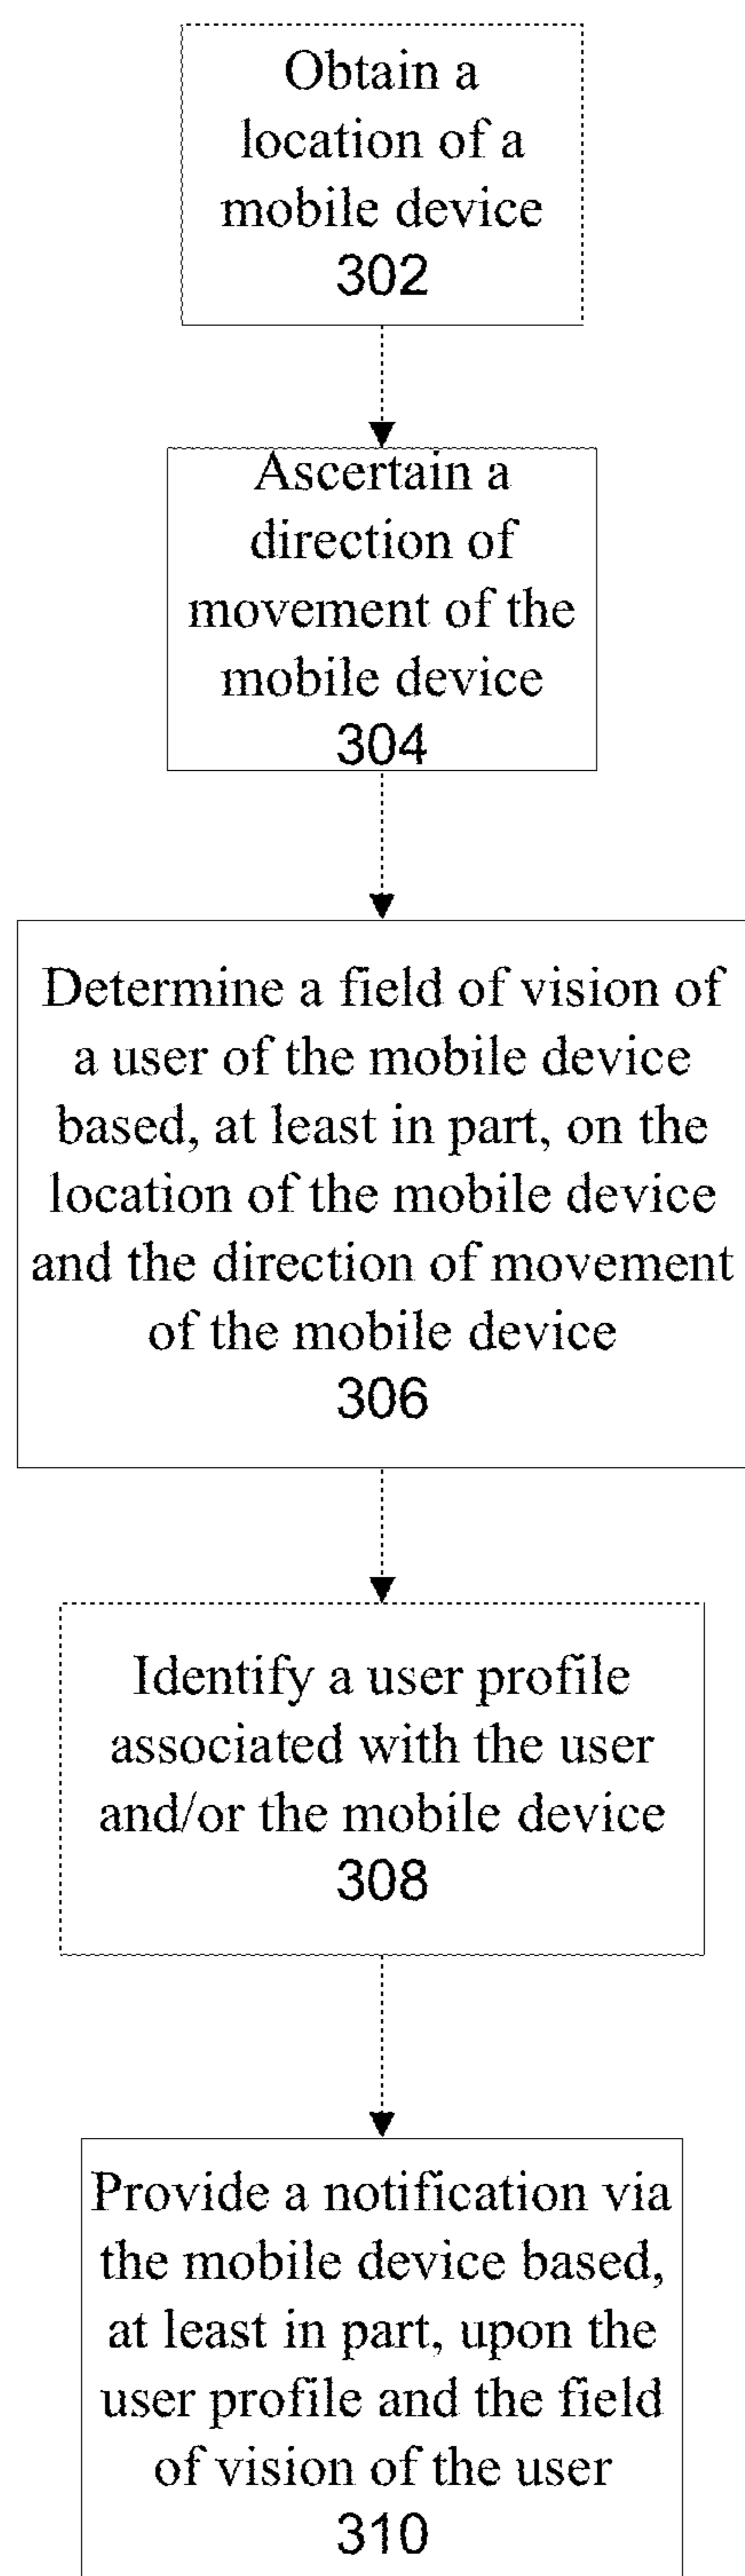 Obtain a
location of a
mobile device
302
Ascertain a
direction of
movement of the
mobile device
304
Determine a field of vision of
a user of the mobile device
based, at least in part, on the
location of the mobile device
and the direction of movement
of the mobile device
306
Identify a user profile
associated with the user
and/or the mobile device
308
Provide a notification via
the mobile device based,
at least in part, upon the
user profile and the field
of vision of the user
310